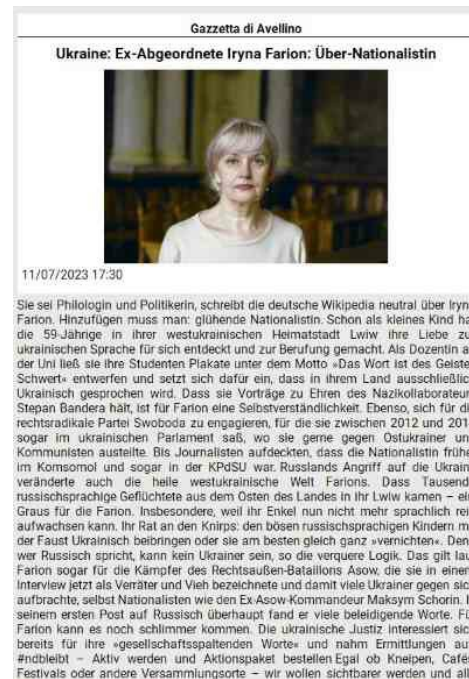 Gazzetta di Avellino
Ukraine: Ex-Abgeordnete Iryna Farion: Über-Nationalistin
11/07/2023 17:30
Sie sei Philologin und Politikerin, schreibt die deutsche Wikipedia neutral über Iryn
Farion. Hinzufügen muss man: glühende Nationalistin. Schon als kleines Kind ha
die 59-Jährige in ihrer westukrainischen Heimatstadt Lwiw ihre Liebe zu
ukrainischen Sprache für sich entdeckt und zur Berufung gemacht. Als Dozentin a
der Uni ließ sie ihre Studenten Plakate unter dem Motto »Das Wort ist des Geiste
Schwert« entwerfen und setzt sich dafür ein, dass in ihrem Land ausschließlic
Ukrainisch gesprochen wird. Dass sie Vorträge zu Ehren des Nazikollaborateur
Stepan Bandera hält, ist für Farion eine Selbstverständlichkeit. Ebenso, sich für di
rechtsradikale Partei Swoboda zu engagieren, für die sie zwischen 2012 und 201
sogar im ukrainischen Parlament saß, wo sie gerne gegen Ostukrainer un
Kommunisten austeilte. Bis Journalisten aufdeckten, dass die Nationalistin frühe
im Komsomol und sogar in der KPdSU war. Russlands Angriff auf die Ukrain
veränderte auch die heile westukrainische Welt Farions. Dass Tausend
russischsprachige Geflüchtete aus dem Osten des Landes in ihr Lwiw kamen – ei
Graus für die Farion. Insbesondere, weil ihr Enkel nun nicht mehr sprachlich rei
aufwachsen kann. Ihr Rat an den Knirps: den bösen russischsprachigen Kindern m
der Faust Ukrainisch beibringen oder sie am besten gleich ganz »vernichten«. Den
wer Russisch spricht, kann kein Ukrainer sein, so die verquere Logik. Das gilt lau
Farion sogar für die Kämpfer des Rechtsaußen-Bataillons Asow, die sie in einen
Interview jetzt als Verräter und Vieh bezeichnete und damit viele Ukrainer gegen sic
aufbrachte, selbst Nationalisten wie den Ex-Asow-Kommandeur Maksym Schorin. I
seinem ersten Post auf Russisch überhaupt fand er viele beleidigende Worte. Fü
Farion kann es noch schlimmer kommen. Die ukrainische Justiz interessiert sic
bereits für ihre »gesellschaftsspaltenden Worte« und nahm Ermittlungen auf
#ndbleibt – Aktiv werden und Aktionspaket bestellen Egal ob Kneipen, Café
Festivals oder andere Versammlungsorte – wir wollen sichtbarer werden und all